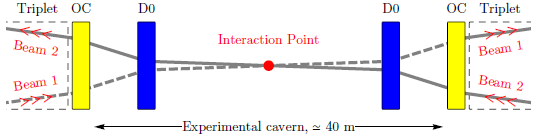 Triplet OC D0 D0 OC Triplet
Interaction Point
Beam 2 Beam 1
Beam 1 Beam 2
Experimental cavern, ≃ 40 m